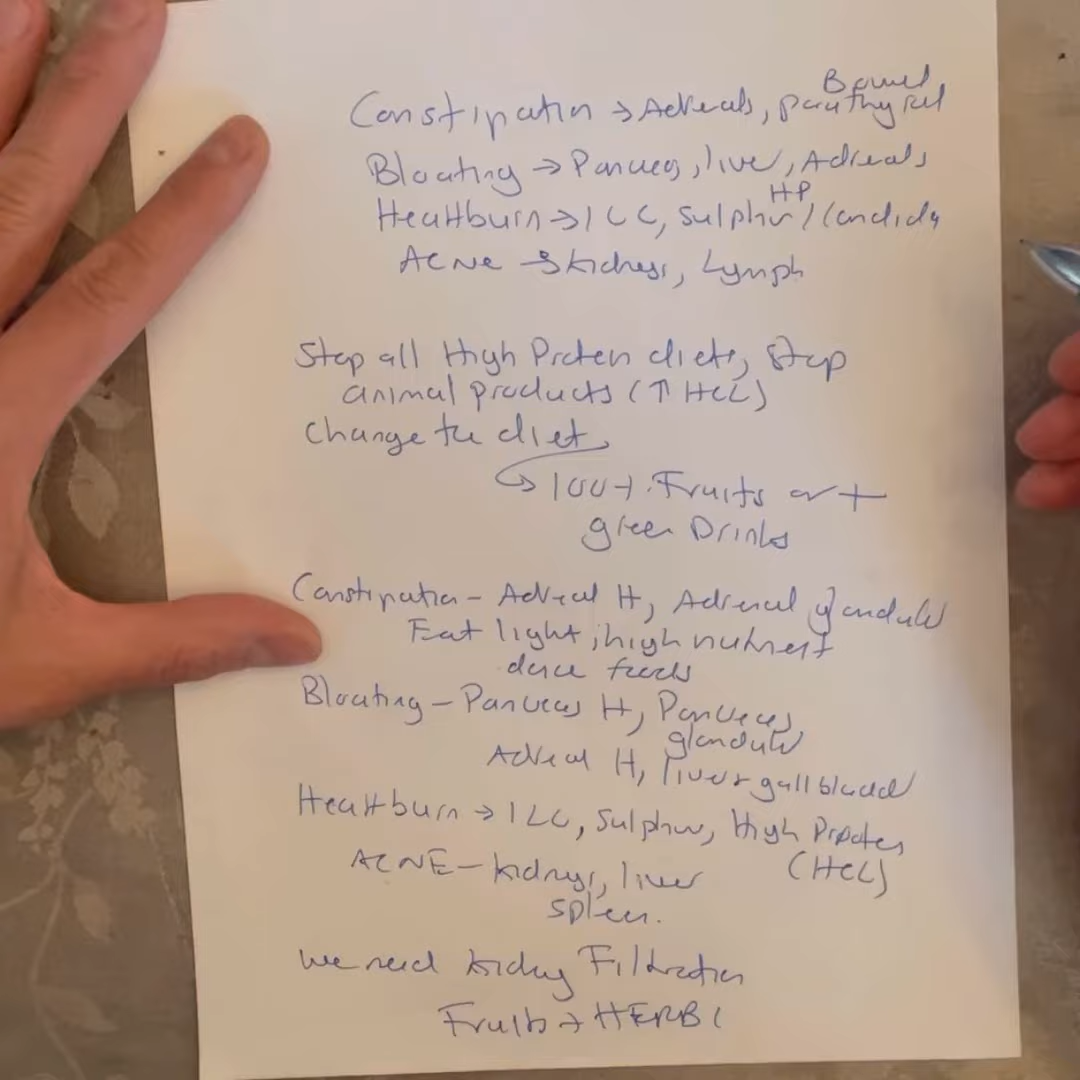 Bowel
Constipation → Adrenals, parathyroid
Bloating → Pancreas, liver, Adrenals
HP
Heartburn → ICC, Sulphur / Candida
Acne → kidneys, Lymph
Stop all High Protein diets, Stop
animal products (↑ HCL)
Change the diet
↳ 100%. Fruits or +
green Drinks
Constipation - Adrenal H, Adrenal glandular
Eat light, high nutrient
dense foods
Bloating - Pancreas H, Pancreas
glandular
Adrenal H, liver + gallbladder
Heartburn → ICC, Sulphur, High Protein
(HCL)
ACNE - kidneys, liver
spleen.
we need kidney Filtration
Fruits + HERBS